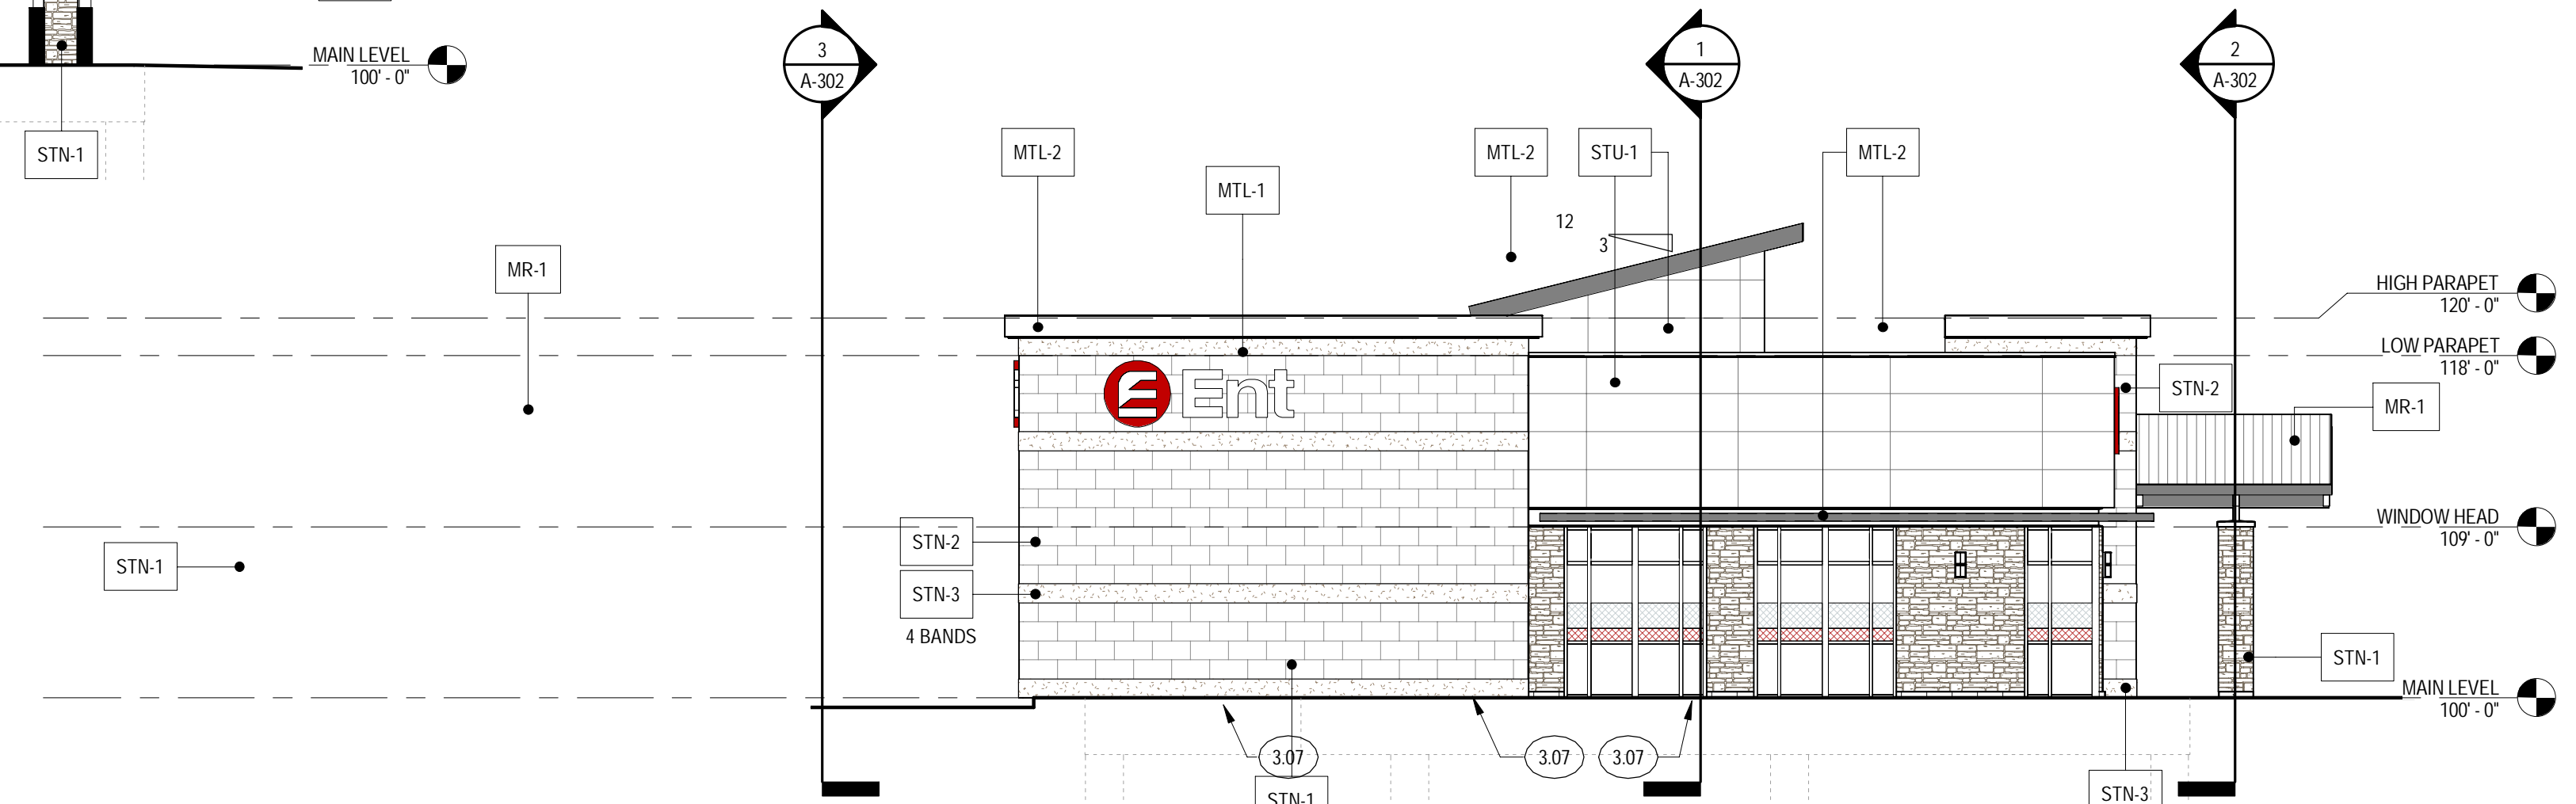 MAIN LEVEL
100' - 0"
STN-1
3
A-302
1
A-302
2
A-302
MTL-2
MTL-1
MTL-2
STU-1
MTL-2
12
3
MR-1
HIGH PARAPET
120' - 0"
LOW PARAPET
118' - 0"
Ent
STN-2
MR-1
WINDOW HEAD
109' - 0"
STN-2
STN-1
STN-3
4 BANDS
STN-1
MAIN LEVEL
100' - 0"
3.07
3.07
3.07
STN-1
STN-3